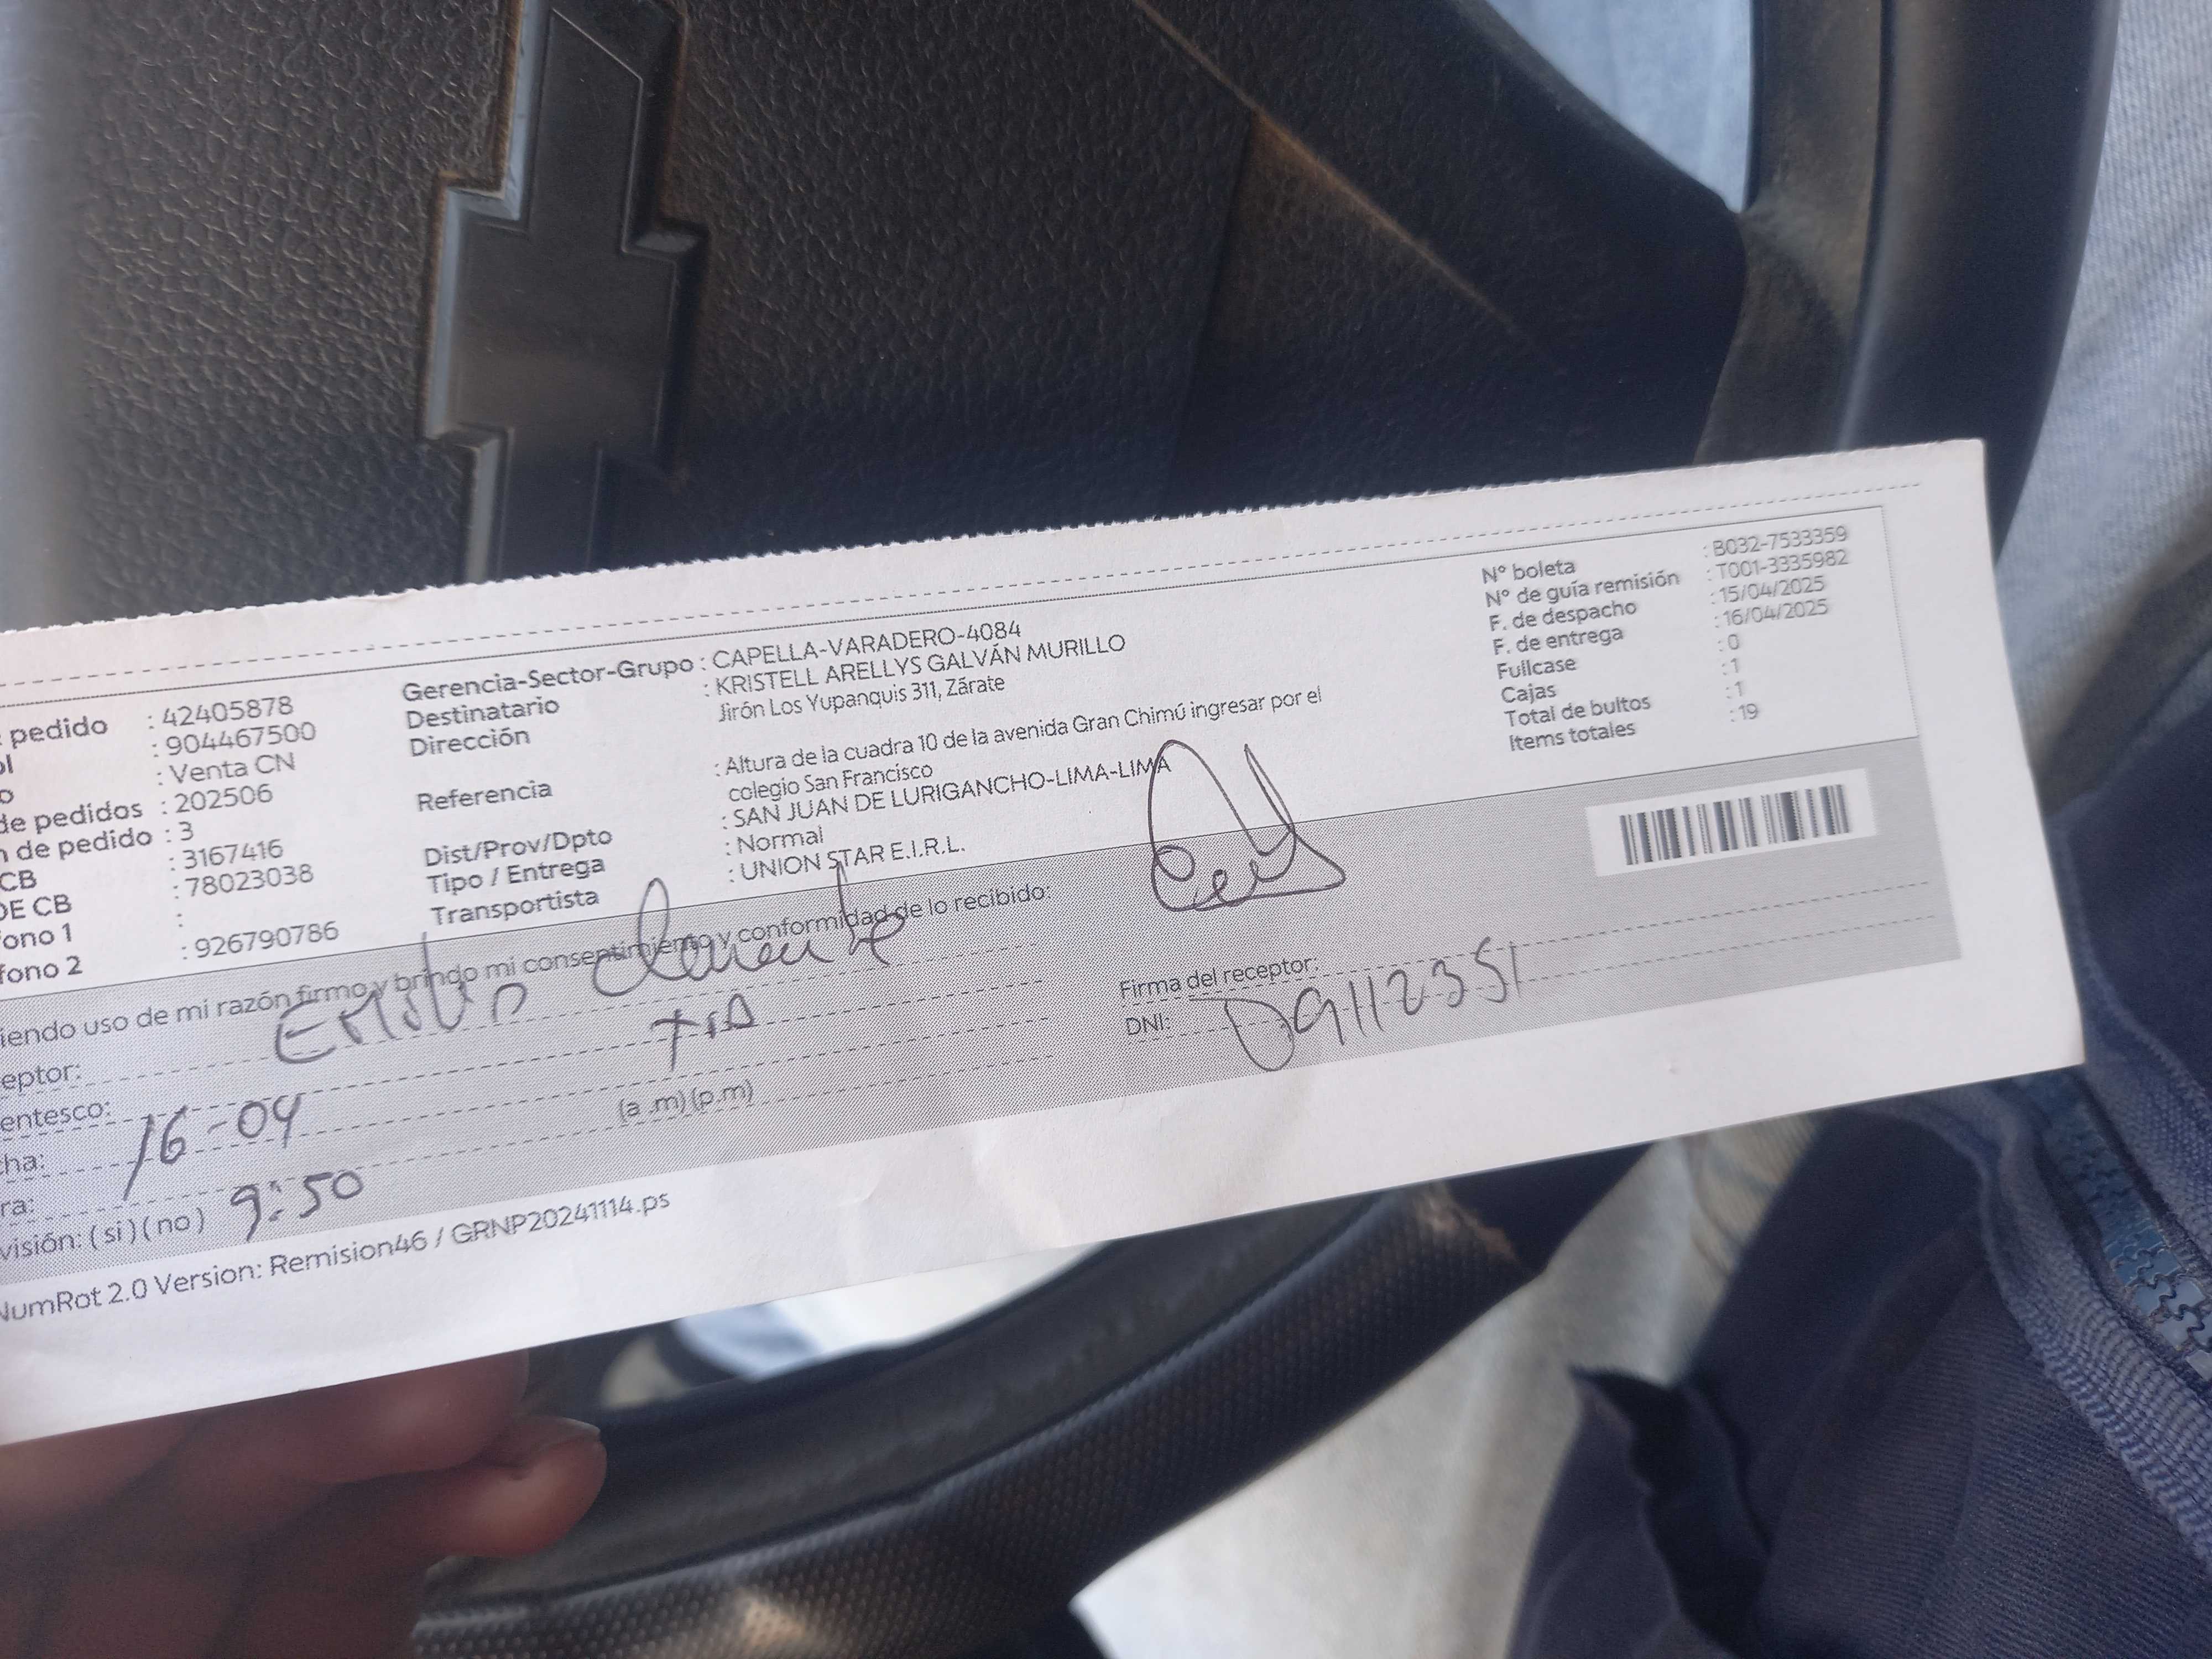 pedido : 42405878
: 904467500
: Venta CN
de pedidos : 202506
de pedido : 3
CB : 3167416
DE CB : 78023038
ono 1 :
fono 2 : 926790786
Gerencia-Sector-Grupo : CAPELLA-VARADERO-4084
Destinatario : KRISTELL ARELLYS GALVÁN MURILLO
Dirección Jirón Los Yupanquis 311, Zárate
Referencia : Altura de la cuadra 10 de la avenida Gran Chimú ingresar por el
colegio San Francisco
Dist/Prov/Dpto : SAN JUAN DE LURIGANCHO-LIMA-LIMA
Tipo / Entrega : Normal
Transportista : UNION STAR E.I.R.L.
N° boleta : B032-7533359
N° de guía remisión : T001-3335982
F. de despacho : 15/04/2025
F. de entrega : 16/04/2025
Fullcase : 0
Cajas : 1
Total de bultos : 1
Items totales : 19
iendo uso de mi razón firmo y brindo mi consentimiento y conformidad de lo recibido:
eptor:
entesco: Tia
ha: 16-04
ra: 9:50 (a .m) (p.m)
visión: ( si ) ( no )
Firma del receptor:
DNI: 09112351
NumRot 2.0 Version: Remision46 / GRNP20241114.ps